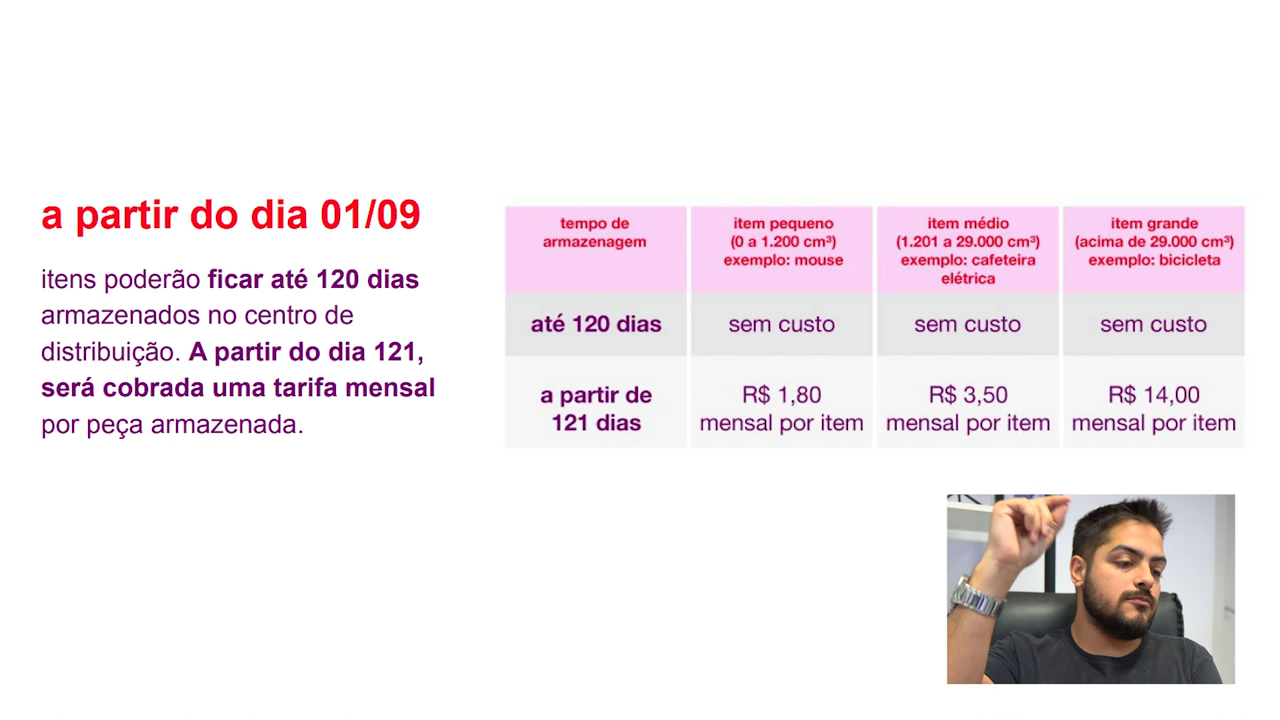 a partir do dia 01/09
itens poderão ficar até 120 dias
armazenados no centro de
distribuição. A partir do dia 121,
será cobrada uma tarifa mensal
por peça armazenada.
tempo de
armazenagem
item pequeno
(0 a 1.200 cm³)
exemplo: mouse
item médio
(1.201 a 29.000 cm³)
exemplo: cafeteira
elétrica
item grande
(acima de 29.000 cm³)
exemplo: bicicleta
até 120 dias
sem custo
sem custo
sem custo
a partir de
121 dias
R$ 1,80
mensal por item
R$ 3,50
mensal por item
R$ 14,00
mensal por item